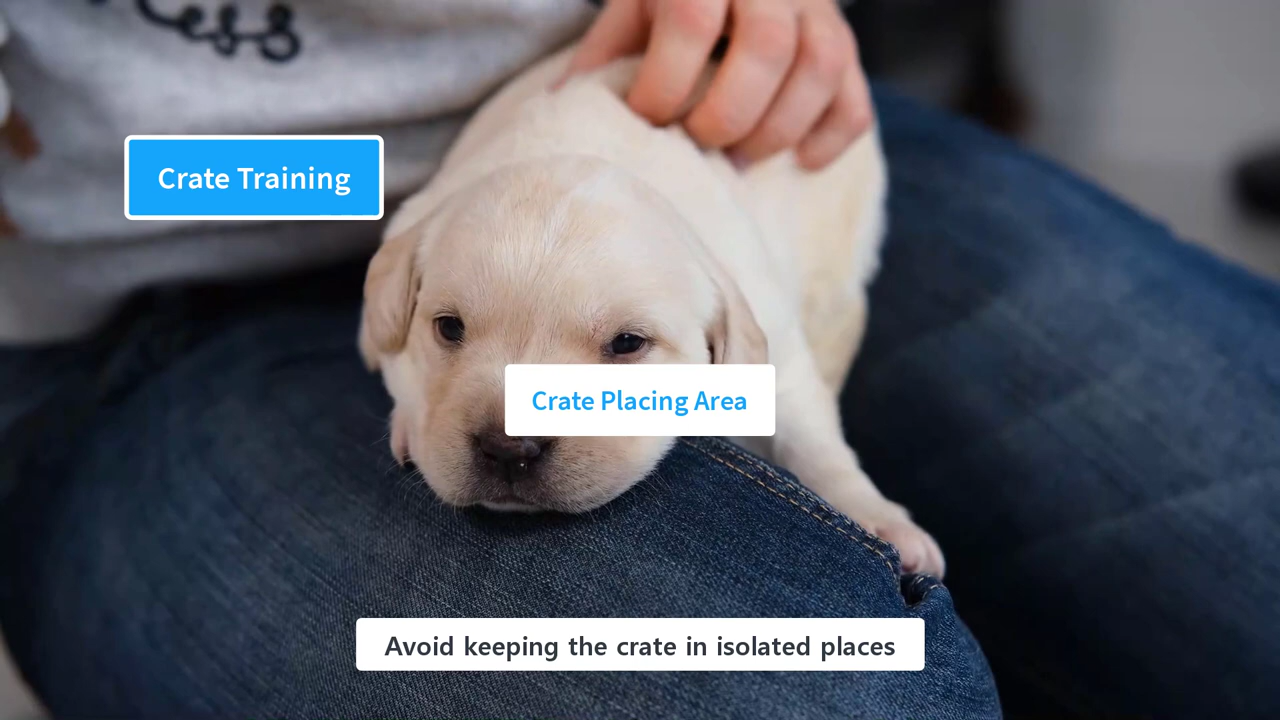 Crate Training
Crate Placing Area
Avoid keeping the crate in isolated places